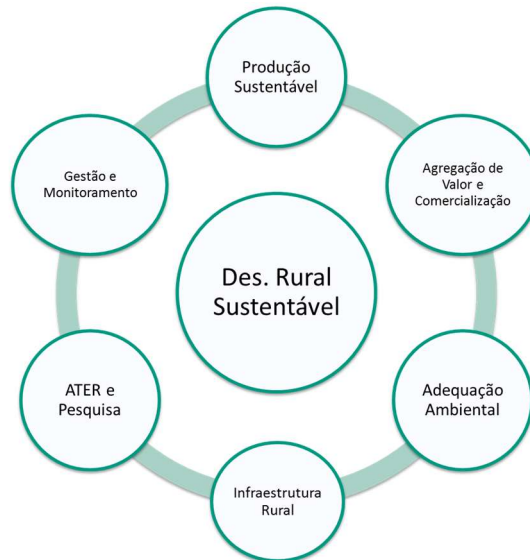 Produção
Sustentável
Agregação de
Valor e
Comercialização
Adequação
Ambiental
Infraestrutura
Rural
ATER e
Pesquisa
Gestão e
Monitoramento
Des. Rural
Sustentável